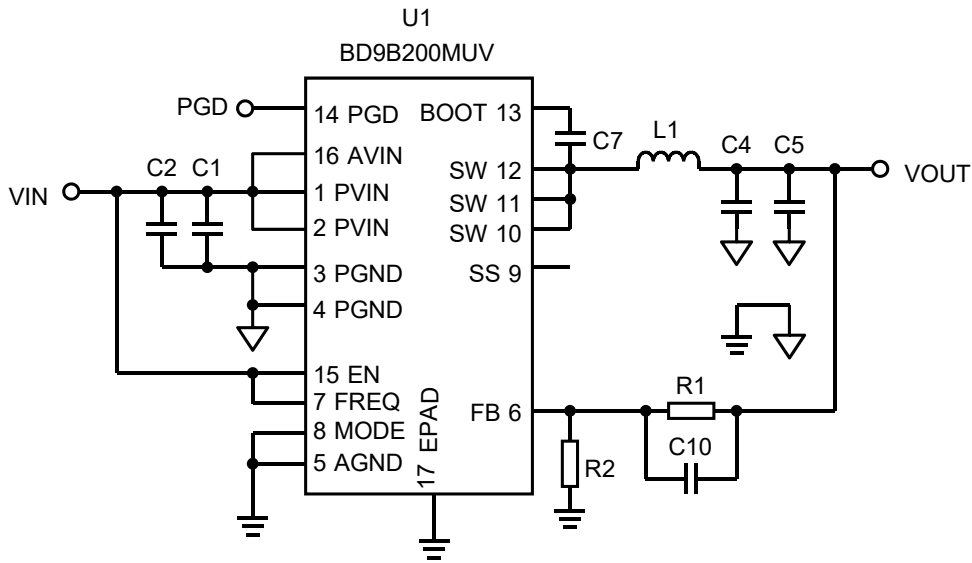 U1
BD9B200MUV
PGD
14 PGD
BOOT 13
C7
L1
C4
C5
16 AVIN
C2
C1
SW 12
VOUT
VIN
1 PVIN
SW 11
2 PVIN
SW 10
3 PGND
SS 9
4 PGND
15 EN
7 FREQ
R1
FB 6
8 MODE
C10
5 AGND
17 EPAD
R2